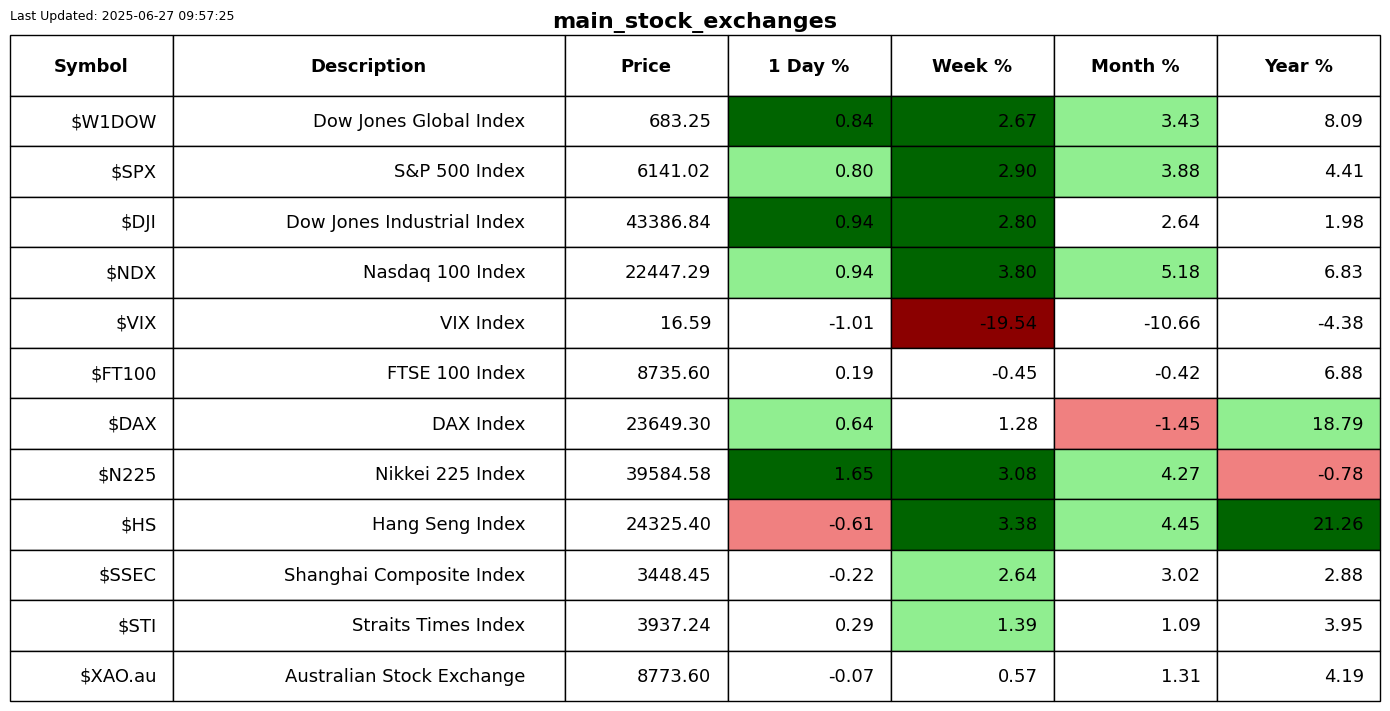 Last Updated: 2025-06-27 09:57:25
main_stock_exchanges
Symbol Description Price 1 Day % Week % Month % Year %
$W1DOW Dow Jones Global Index 683.25 0.84 2.67 3.43 8.09
$SPX S&P 500 Index 6141.02 0.80 2.90 3.88 4.41
$DJI Dow Jones Industrial Index 43386.84 0.94 2.80 2.64 1.98
$NDX Nasdaq 100 Index 22447.29 0.94 3.80 5.18 6.83
$VIX VIX Index 16.59 -1.01 -19.54 -10.66 -4.38
$FT100 FTSE 100 Index 8735.60 0.19 -0.45 -0.42 6.88
$DAX DAX Index 23649.30 0.64 1.28 -1.45 18.79
$N225 Nikkei 225 Index 39584.58 1.65 3.08 4.27 -0.78
$HS Hang Seng Index 24325.40 -0.61 3.38 4.45 21.26
$SSEC Shanghai Composite Index 3448.45 -0.22 2.64 3.02 2.88
$STI Straits Times Index 3937.24 0.29 1.39 1.09 3.95
$XAO.au Australian Stock Exchange 8773.60 -0.07 0.57 1.31 4.19